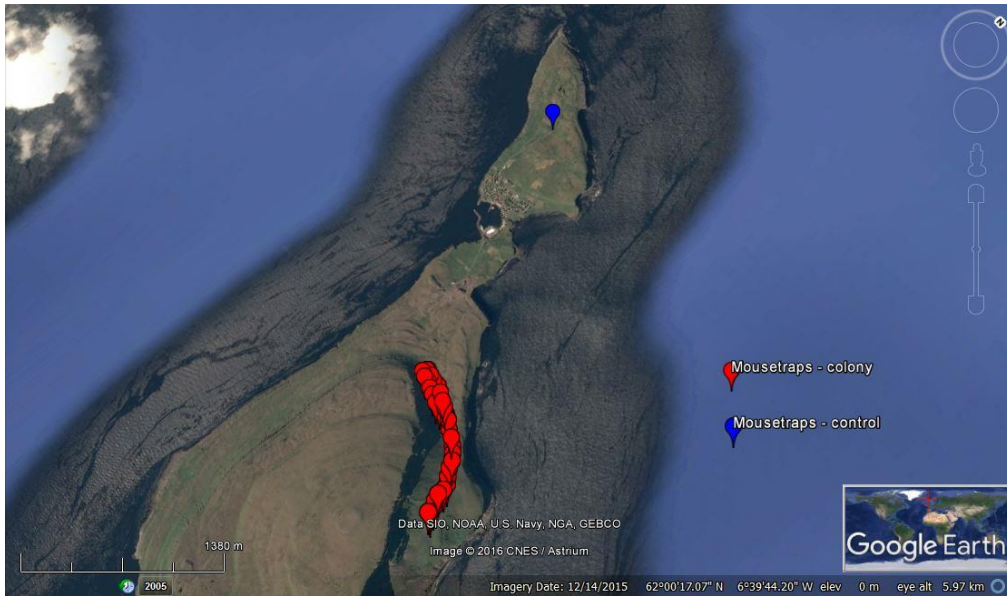 N
Mousetraps - colony
Mousetraps - control
Data SIO, NOAA, U.S. Navy, NGA, GEBCO
Image © 2016 CNES / Astrium
1380 m
Google Earth
2005
Imagery Date: 12/14/2015 62°00'17.07" N 6°39'44.20" W elev 0 m eye alt 5.97 km